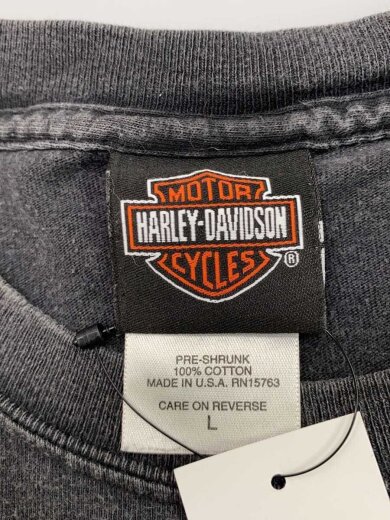 MOTOR
HARLEY-DAVIDSON
CYCLES
®
PRE-SHRUNK
100% COTTON
MADE IN U.S.A. RN15763
CARE ON REVERSE
L